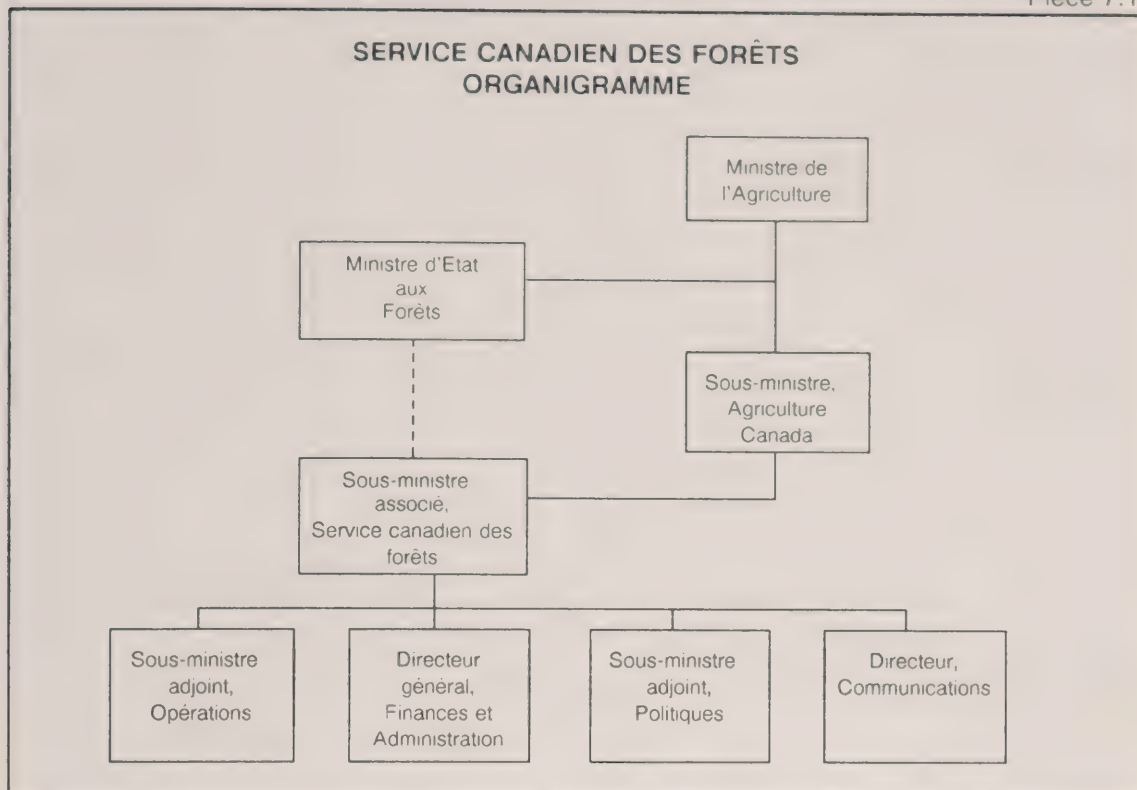 Pièce 7.1
SERVICE CANADIEN DES FORÊTS
ORGANIGRAMME
Ministre de
l'Agriculture
Ministre d'Etat
aux
Forêts
Sous-ministre,
Agriculture
Canada
Sous-ministre
associé,
Service canadien des
forêts
Sous-ministre
adjoint,
Opérations
Directeur
général,
Finances et
Administration
Sous-ministre
adjoint,
Politiques
Directeur,
Communications